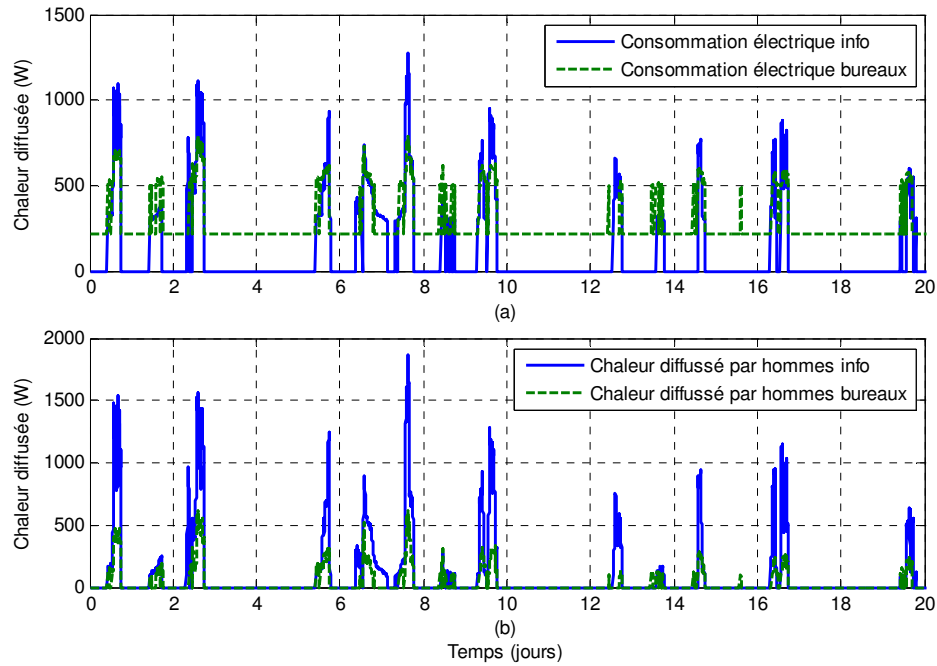 1500
1000
500
0
Chaleur diffusée (W)
Consommation électrique info
Consommation électrique bureaux
0 2 4 6 8 10 12 14 16 18 20
(a)
2000
1500
1000
500
0
Chaleur diffusée (W)
Chaleur diffusé par hommes info
Chaleur diffusé par hommes bureaux
0 2 4 6 8 10 12 14 16 18 20
(b)
Temps (jours)